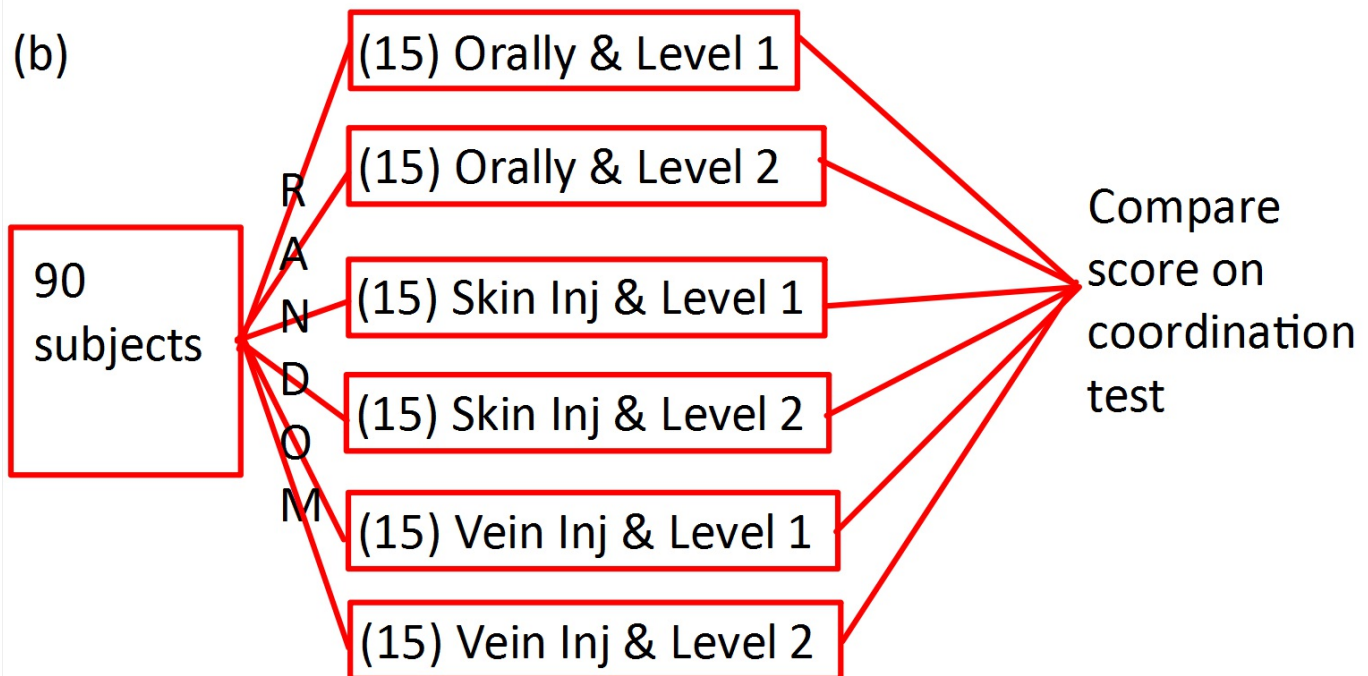 (b)
90
subjects
R
A
N
D
O
M
(15) Orally & Level 1
(15) Orally & Level 2
(15) Skin Inj & Level 1
(15) Skin Inj & Level 2
(15) Vein Inj & Level 1
(15) Vein Inj & Level 2
Compare
score on
coordination
test